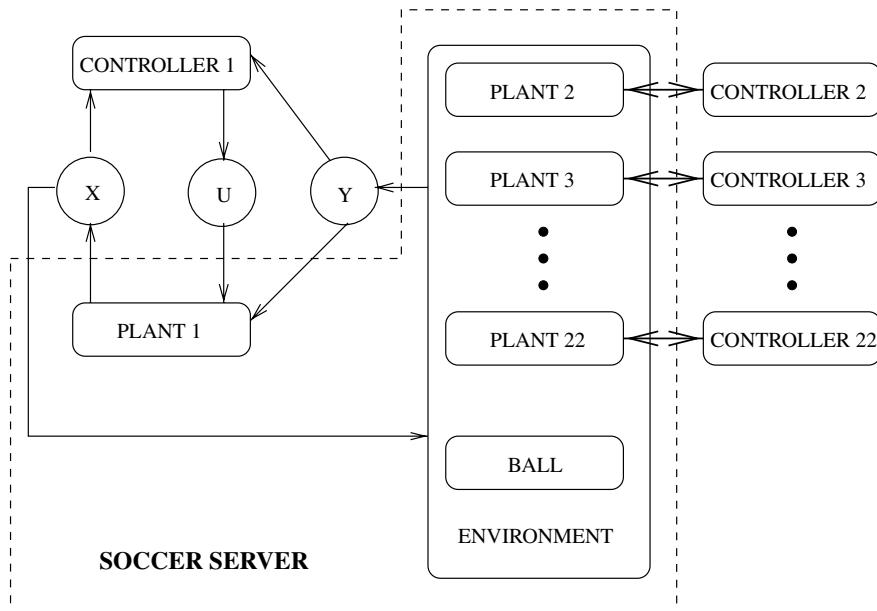 CONTROLLER 1
X
U
Y
PLANT 1
PLANT 2
CONTROLLER 2
PLANT 3
CONTROLLER 3
PLANT 22
CONTROLLER 22
BALL
ENVIRONMENT
SOCCER SERVER